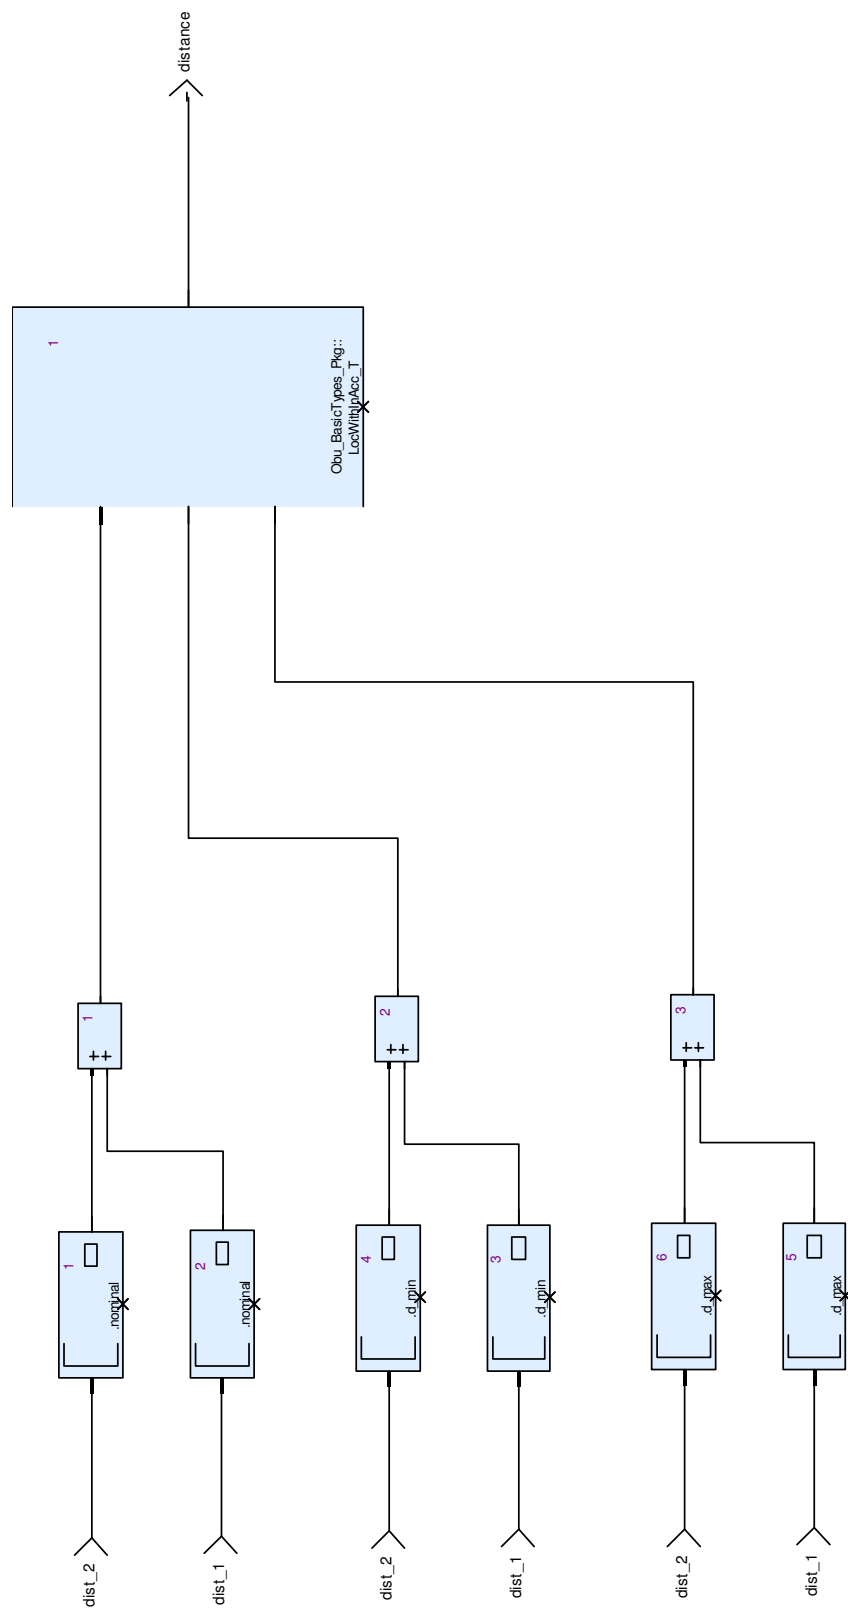 dist_2
1
.nominal
dist_1
2
.nominal
1
+
+
dist_2
4
.d_min
dist_1
3
.d_min
2
+
+
dist_2
6
.d_max
dist_1
5
.d_max
3
+
+
1
Obu_BasicTypes_Pkg::
LocWithInAcc_T
distance